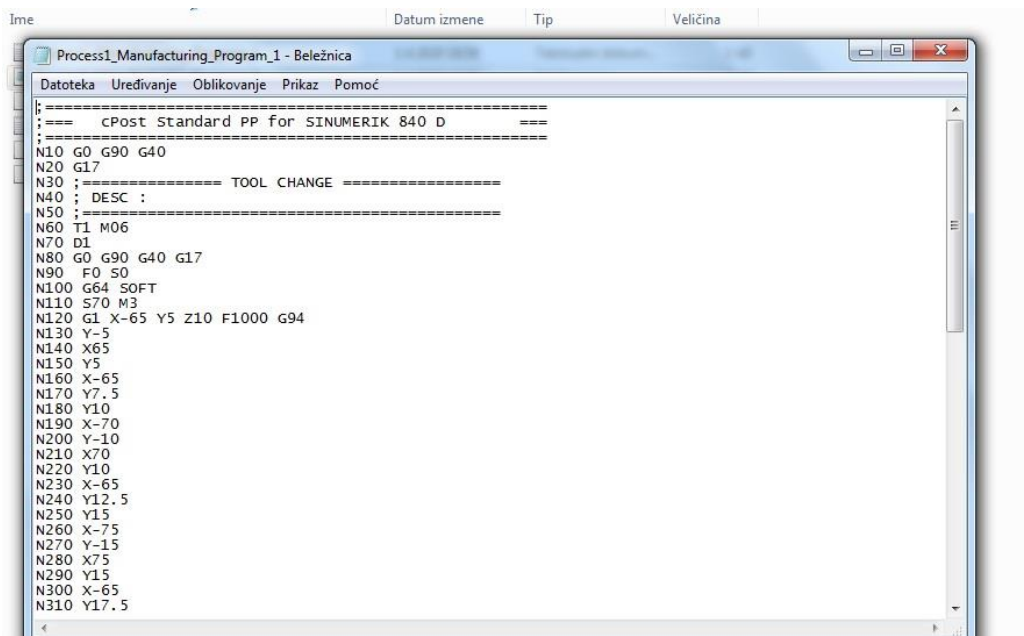 Ime Datum izmene Tip Veličina
Process1_Manufacturing_Program_1 - Beležnica
Datoteka Uređivanje Oblikovanje Prikaz Pomoć
;======================================================
;=== cPost Standard PP for SINUMERIK 840 D ===
;======================================================
N10 G0 G90 G40
N20 G17
N30 ;=============== TOOL CHANGE =================
N40 ; DESC :
N50 ;=============================================
N60 T1 M06
N70 D1
N80 G0 G90 G40 G17
N90 F0 S0
N100 G64 SOFT
N110 S70 M3
N120 G1 X-65 Y5 Z10 F1000 G94
N130 Y-5
N140 X65
N150 Y5
N160 X-65
N170 Y7.5
N180 Y10
N190 X-70
N200 Y-10
N210 X70
N220 Y10
N230 X-65
N240 Y12.5
N250 Y15
N260 X-75
N270 Y-15
N280 X75
N290 Y15
N300 X-65
N310 Y17.5